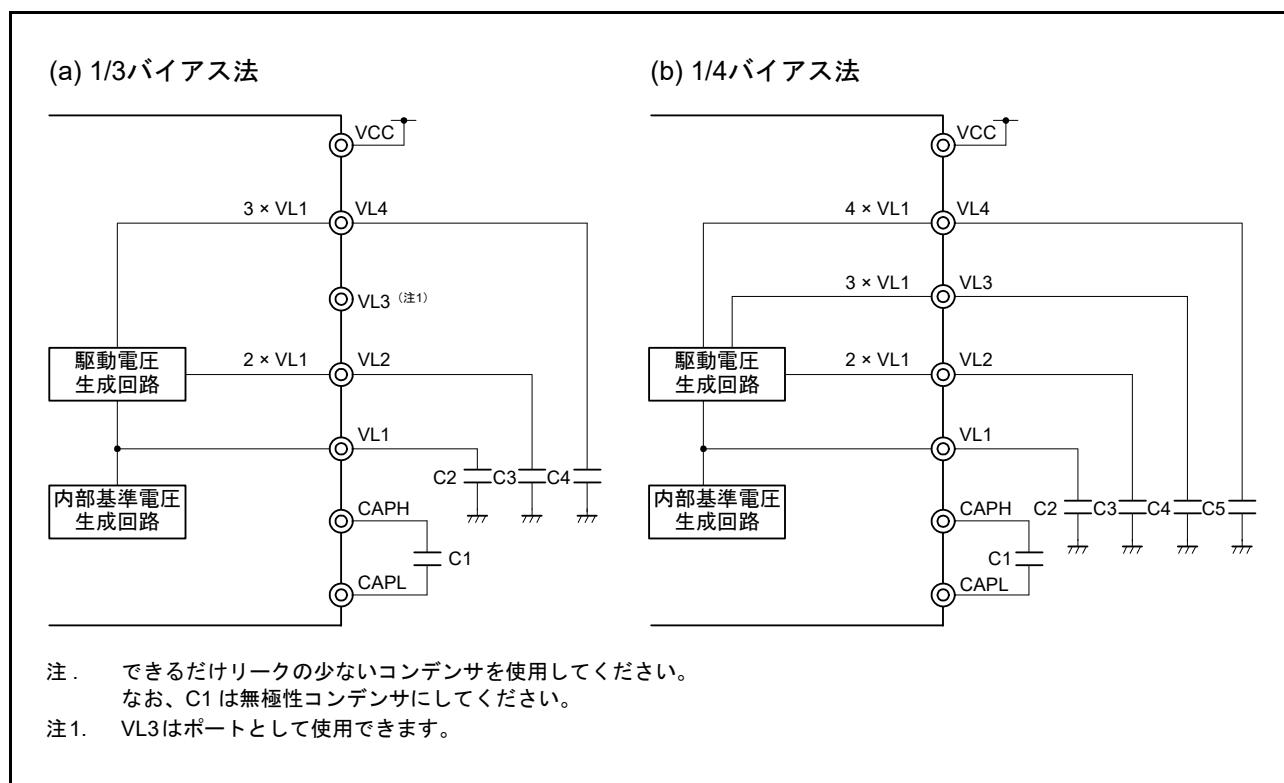 (a) 1/3バイアス法
VCC
3 × VL1
VL4
VL3 (注1)
駆動電圧
生成回路
2 × VL1
VL2
VL1
内部基準電圧
生成回路
C2
C3
C4
CAPH
C1
CAPL
(b) 1/4バイアス法
VCC
4 × VL1
VL4
3 × VL1
VL3
駆動電圧
生成回路
2 × VL1
VL2
VL1
内部基準電圧
生成回路
C2
C3
C4
C5
CAPH
C1
CAPL
注. できるだけリークの少ないコンデンサを使用してください。
なお、C1 は無極性コンデンサにしてください。
注1. VL3はポートとして使用できます。